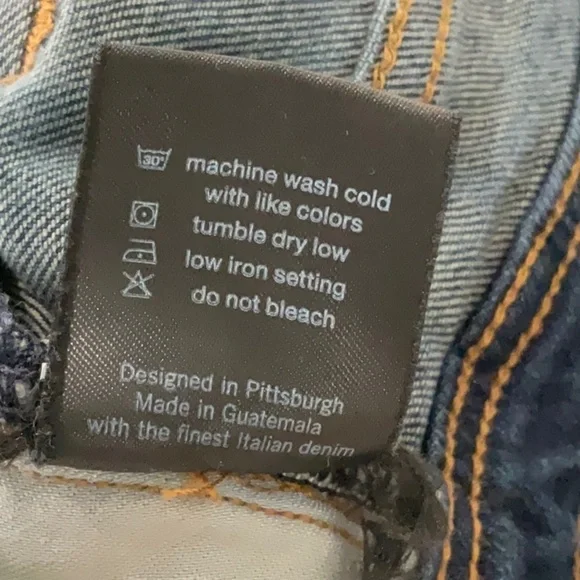 30°
machine wash cold
with like colors
tumble dry low
low iron setting
do not bleach
Designed in Pittsburgh
Made in Guatemala
with the finest Italian denim